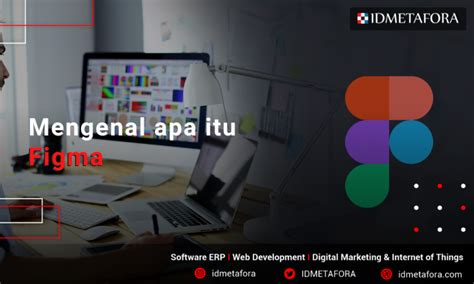 IDMETAFORA
Mengenal apa itu
Figma
Software ERP | Web Development | Digital Marketing & Internet of Things
idmetafora IDMETAFORA idmetafora.com